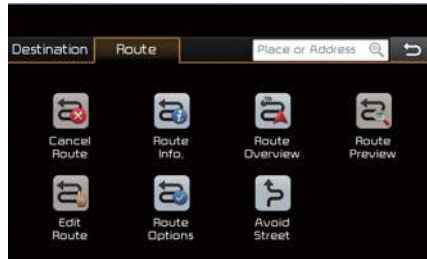 Destination
Route
Place or Address
Cancel
Route
Route
Info.
Route
Overview
Route
Preview
Edit
Route
Route
Options
Avoid
Street